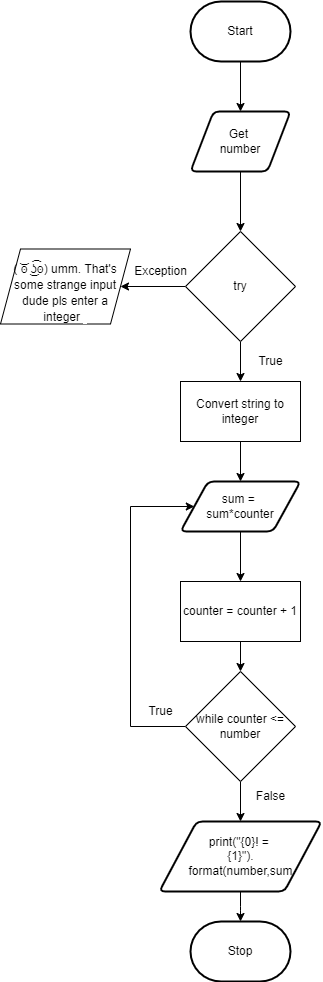 Start
Get
number
try
Exception
( ͡ಠ ʖ̯ ͡ಠ) umm. That's
some strange input
dude pls enter a
integer
True
Convert string to
integer
sum =
sum*counter
counter = counter + 1
while counter <=
number
True
False
print("{0}! =
{1}").
format(number,sum
Stop